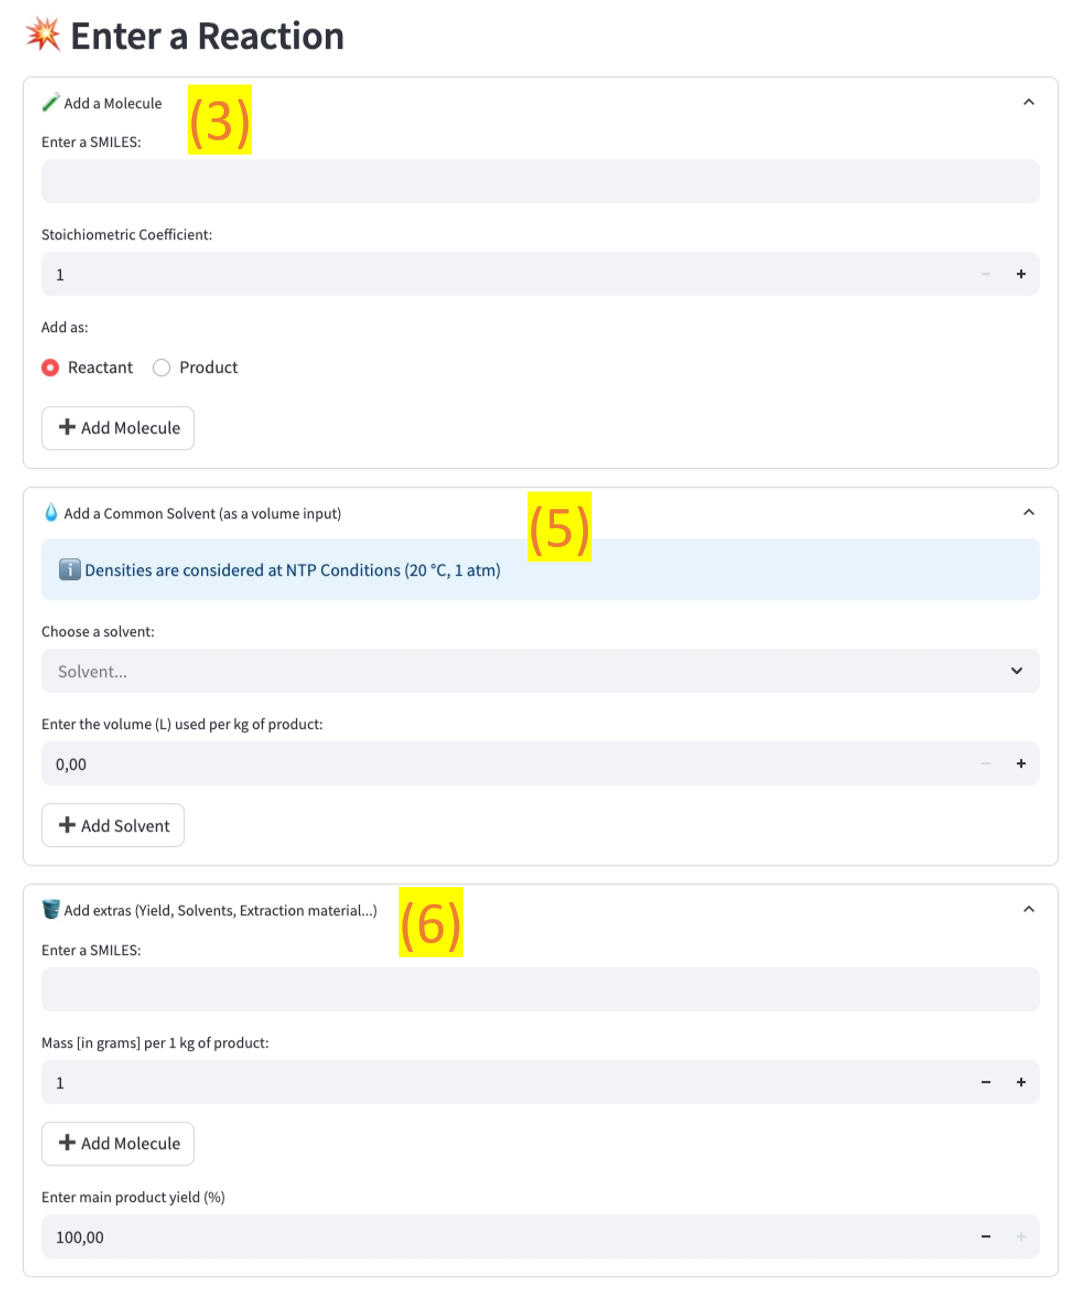 Enter a Reaction
Add a Molecule
(3)
Enter a SMILES:
Stoichiometric Coefficient:
1
Add as:
Reactant Product
Add Molecule
Add a Common Solvent (as a volume input)
(5)
Densities are considered at NTP Conditions (20 °C, 1 atm)
Choose a solvent:
Solvent...
Enter the volume (L) used per kg of product:
0,00
Add Solvent
Add extras (Yield, Solvents, Extraction material...)
(6)
Enter a SMILES:
Mass [in grams] per 1 kg of product:
1
Add Molecule
Enter main product yield (%)
100,00